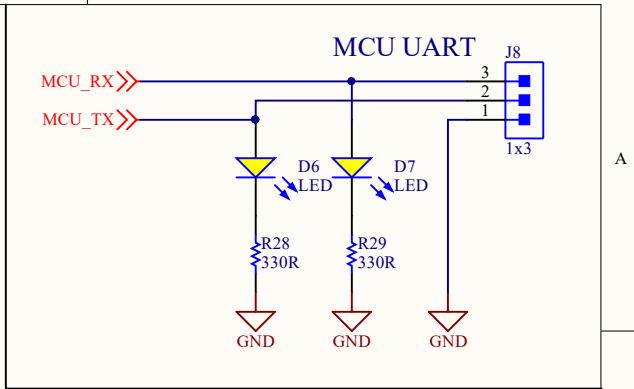 MCU UART
J8
MCU_RX
3
2
MCU_TX
1
1x3
A
D6
LED
D7
LED
R28
330R
R29
330R
GND
GND
GND